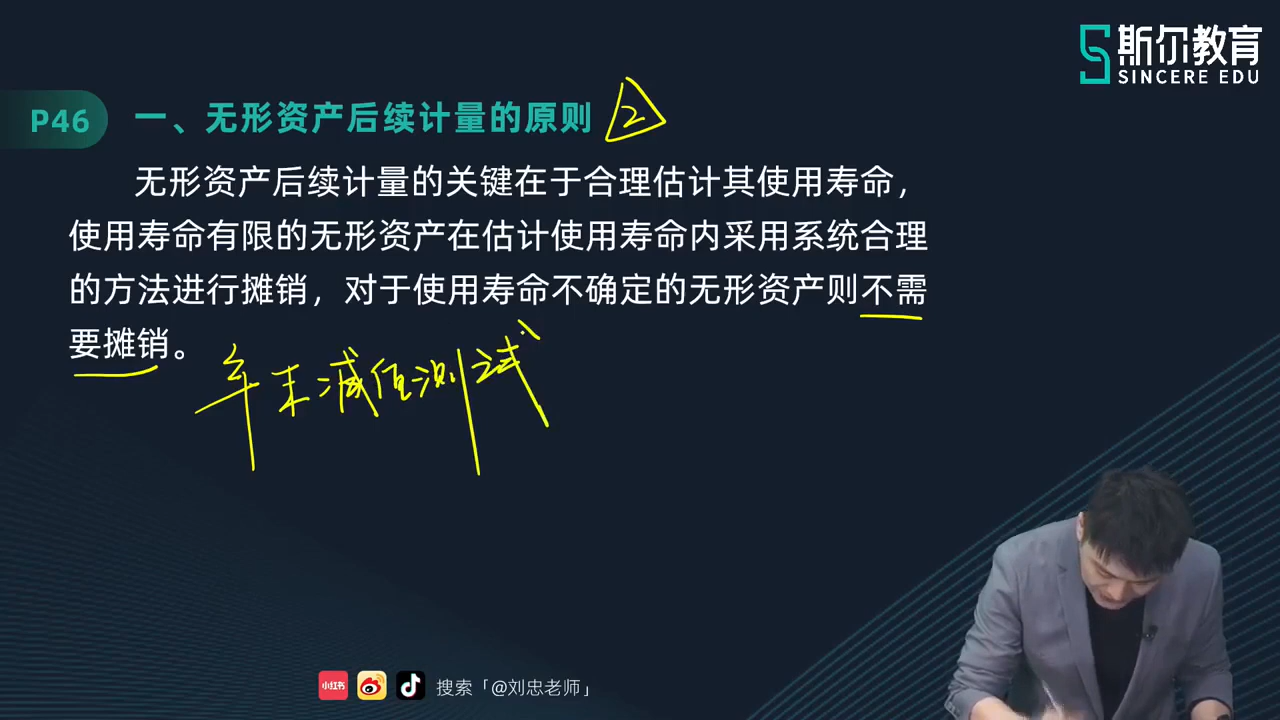 斯尔教育
SINCERE EDU
P46
一、无形资产后续计量的原则
2
无形资产后续计量的关键在于合理估计其使用寿命，
使用寿命有限的无形资产在估计使用寿命内采用系统合理
的方法进行摊销，对于使用寿命不确定的无形资产则不需
要摊销。
年末减值测试
小红书
搜索「@刘忠老师」